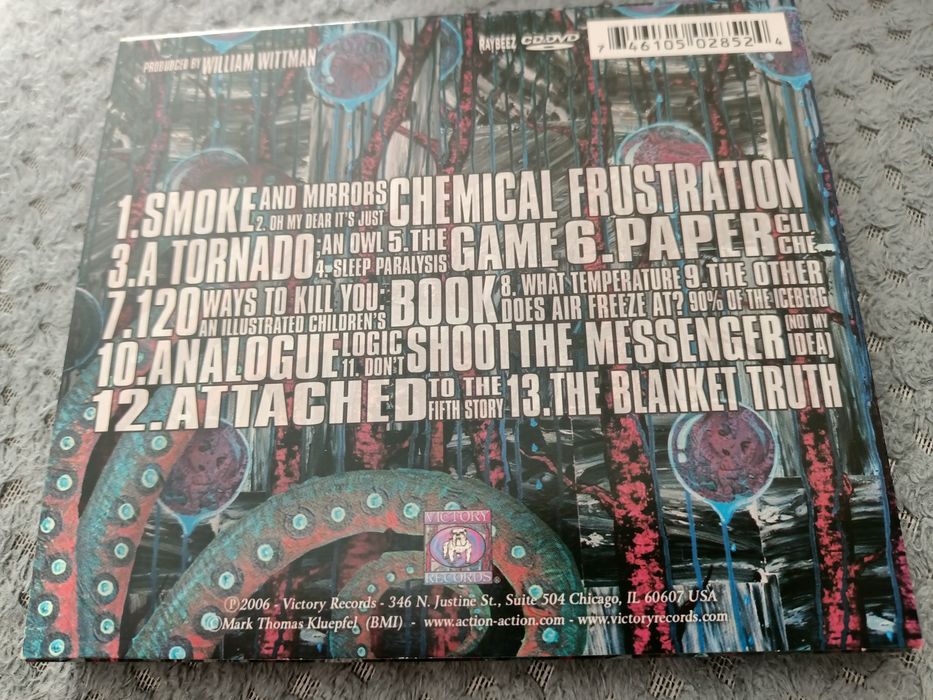 PRODUCED BY WILLIAM WITTMAN
RAYBEEZ CD DVD
7 46105 02852 4
1. SMOKE AND MIRRORS 2. OH MY DEAR IT'S JUST CHEMICAL FRUSTRATION
3. A TORNADO; AN OWL 4. SLEEP PARALYSIS 5. THE GAME 6. PAPER CLICHE
7. 120 WAYS TO KILL YOU: AN ILLUSTRATED CHILDREN'S BOOK 8. WHAT TEMPERATURE DOES AIR FREEZE AT? 9. THE OTHER 90% OF THE ICEBERG
10. ANALOGUE LOGIC 11. DON'T SHOOT THE MESSENGER (NOT MY IDEA)
12. ATTACHED TO THE FIFTH STORY 13. THE BLANKET TRUTH
VICTORY
RECORDS®
Ⓟ2006 - Victory Records - 346 N. Justine St., Suite 504 Chicago, IL 60607 USA
©Mark Thomas Kluepfel (BMI) - www.action-action.com - www.victoryrecords.com